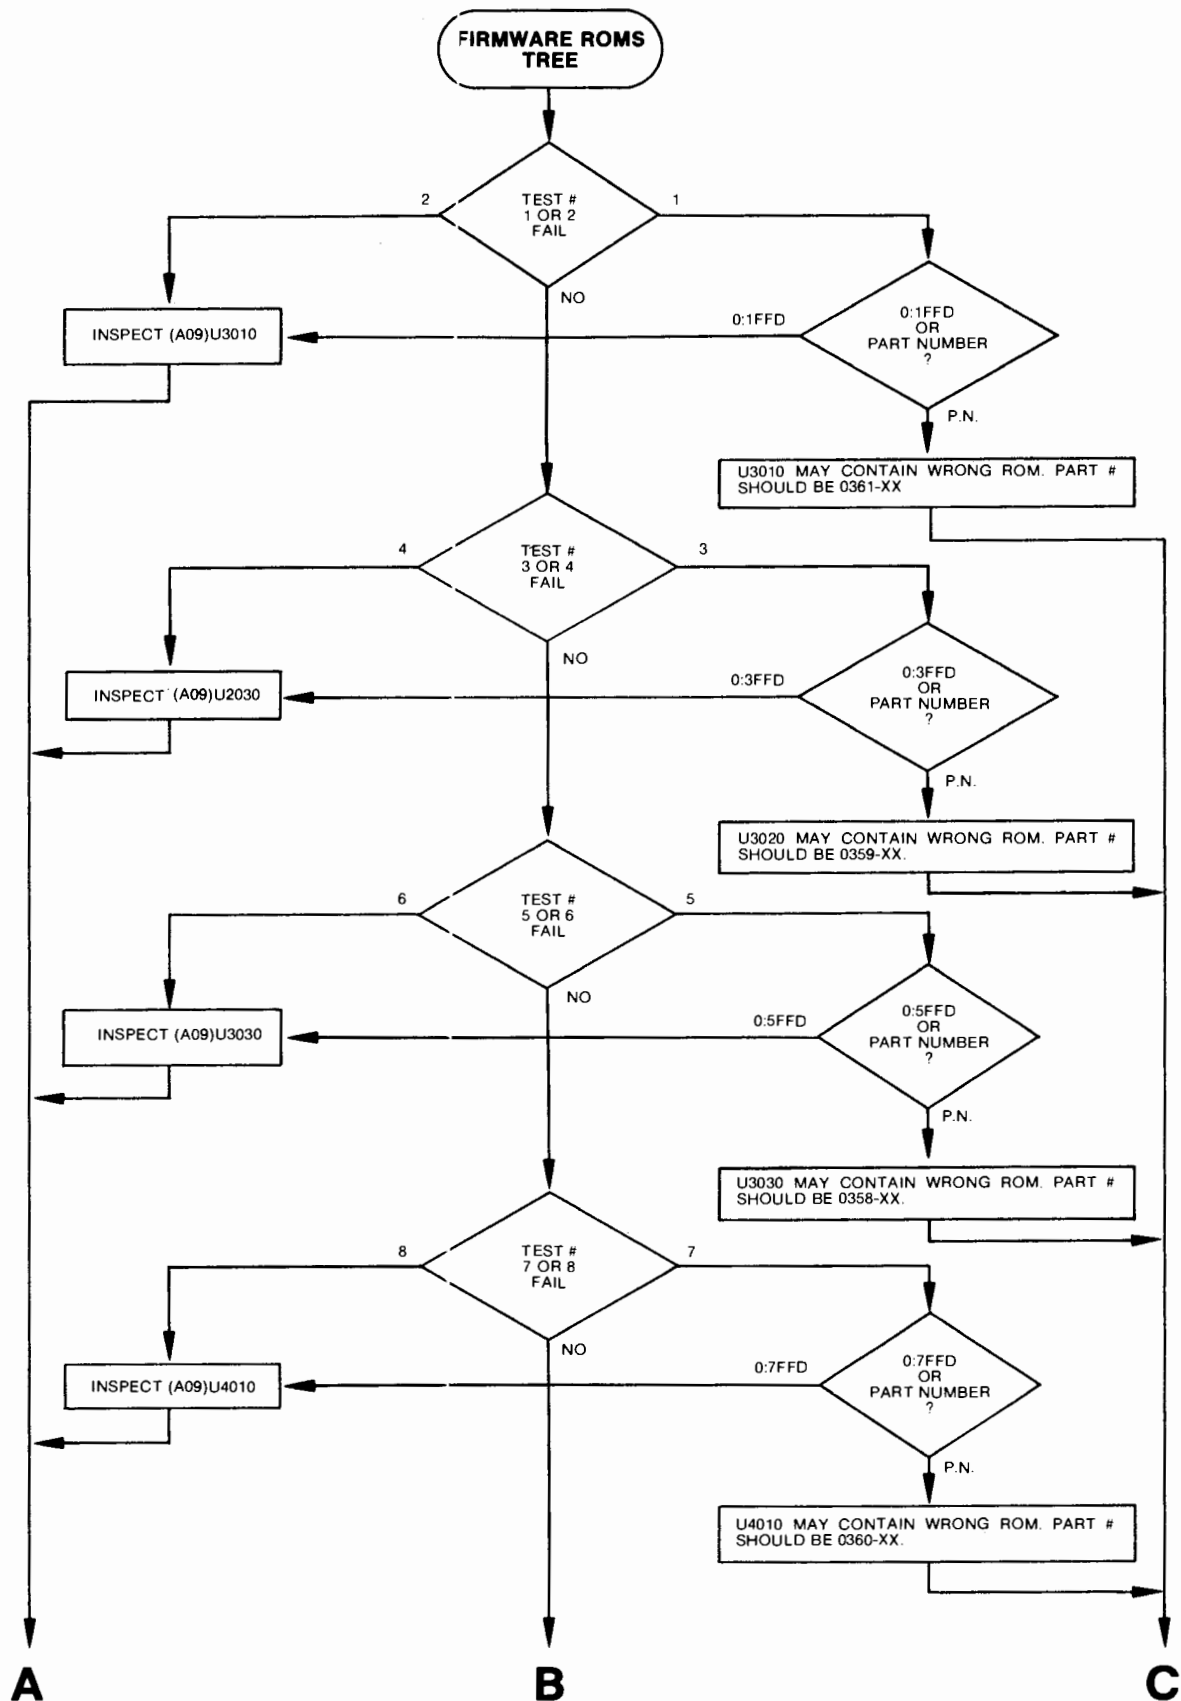 FIRMWARE ROMS
TREE
2
TEST #
1 OR 2
FAIL
1
NO
INSPECT (A09)U3010
0:1FFD
0:1FFD
OR
PART NUMBER
?
P.N.
U3010 MAY CONTAIN WRONG ROM. PART #
SHOULD BE 0361-XX
4
TEST #
3 OR 4
FAIL
3
NO
INSPECT (A09)U2030
0:3FFD
0:3FFD
OR
PART NUMBER
?
P.N.
U3020 MAY CONTAIN WRONG ROM. PART #
SHOULD BE 0359-XX.
6
TEST #
5 OR 6
FAIL
5
NO
INSPECT (A09)U3030
0:5FFD
0:5FFD
OR
PART NUMBER
?
P.N.
U3030 MAY CONTAIN WRONG ROM. PART #
SHOULD BE 0358-XX.
8
TEST #
7 OR 8
FAIL
7
NO
INSPECT (A09)U4010
0:7FFD
0:7FFD
OR
PART NUMBER
?
P.N.
U4010 MAY CONTAIN WRONG ROM. PART #
SHOULD BE 0360-XX.
A
B
C